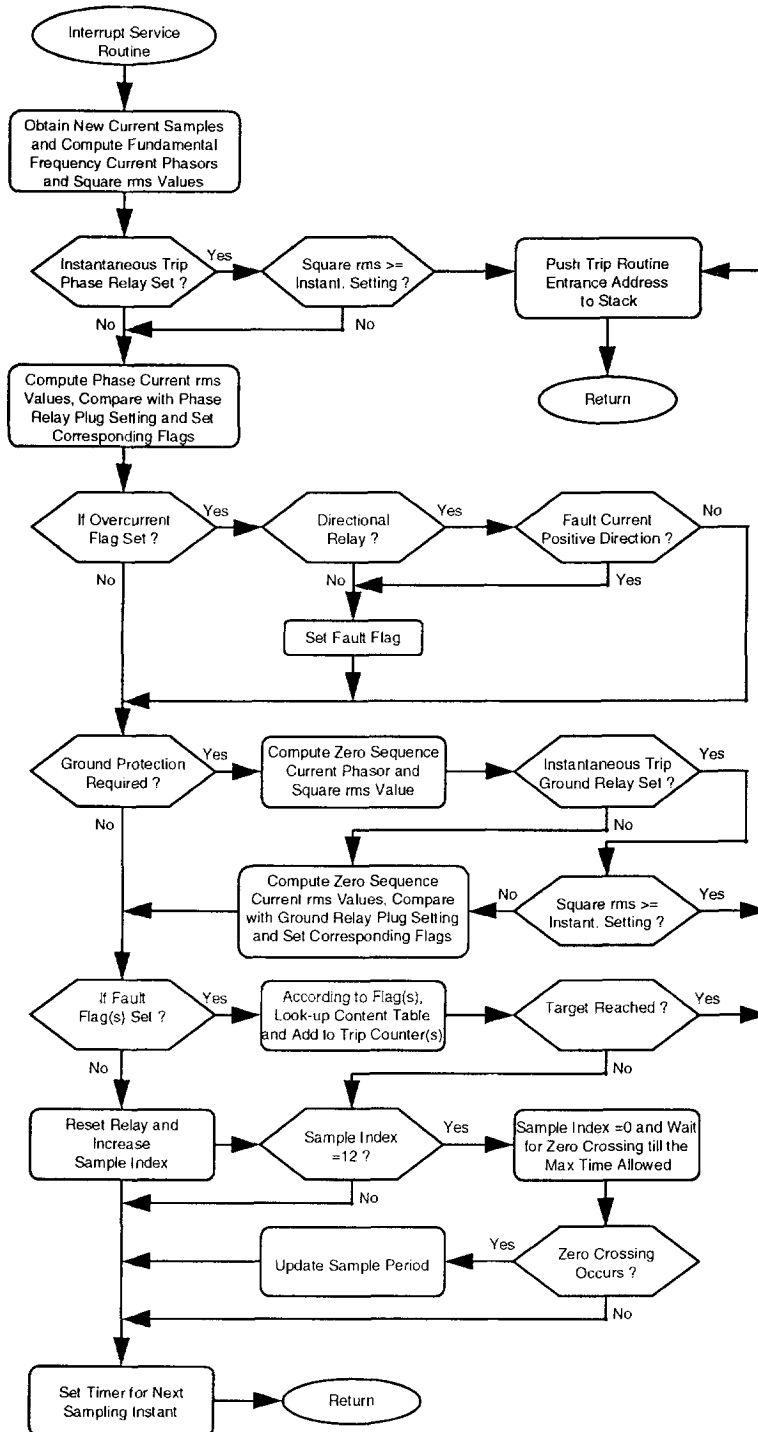 Interrupt Service
Routine
Obtain New Current Samples
and Compute Fundamental
Frequency Current Phasors
and Square rms Values
Instantaneous Trip
Phase Relay Set ?
Yes
No
Square rms >=
Instant. Setting ?
No
Push Trip Routine
Entrance Address
to Stack
Return
Compute Phase Current rms
Values, Compare with Phase
Relay Plug Setting and Set
Corresponding Flags
If Overcurrent
Flag Set ?
Yes
No
Directional
Relay ?
Yes
No
Fault Current
Positive Direction ?
No
Yes
Set Fault Flag
Ground Protection
Required ?
Yes
No
Compute Zero Sequence
Current Phasor and
Square rms Value
Instantaneous Trip
Ground Relay Set ?
Yes
No
Compute Zero Sequence
Current rms Values, Compare
with Ground Relay Plug Setting
and Set Corresponding Flags
No
Square rms >=
Instant. Setting ?
Yes
If Fault
Flag(s) Set ?
Yes
No
According to Flag(s),
Look-up Content Table
and Add to Trip Counter(s)
Target Reached ?
Yes
No
Reset Relay and
Increase
Sample Index
Sample Index
=12 ?
Yes
No
Sample Index =0 and Wait
for Zero Crossing till the
Max Time Allowed
Update Sample Period
Yes
Zero Crossing
Occurs ?
No
Set Timer for Next
Sampling Instant
Return